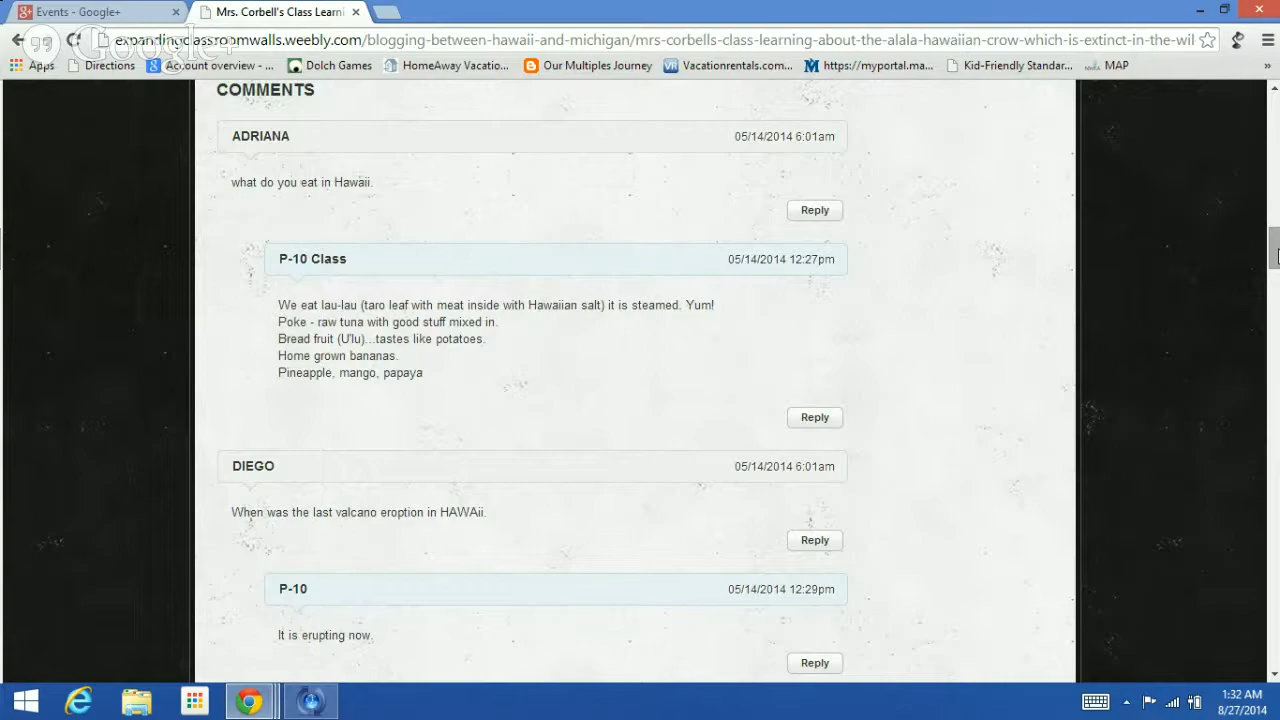 Events - Google+
Mrs. Corbell's Class Learni
Google+
expandingclassroomwalls.weebly.com/blogging-between-hawaii-and-michigan/mrs-corbells-class-learning-about-the-alala-hawaiian-crow-which-is-extinct-in-the-wil
Apps
Directions
Account overview - ...
Dolch Games
HomeAway Vacatio...
Our Multiples Journey
Vacationrentals.com...
https://myportal.ma...
Kid-Friendly Standar...
MAP
»
COMMENTS
ADRIANA 05/14/2014 6:01am
what do you eat in Hawaii.
Reply
P-10 Class 05/14/2014 12:27pm
We eat lau-lau (taro leaf with meat inside with Hawaiian salt) it is steamed. Yum!
Poke - raw tuna with good stuff mixed in.
Bread fruit (U'lu)...tastes like potatoes.
Home grown bananas.
Pineapple, mango, papaya
Reply
DIEGO 05/14/2014 6:01am
When was the last valcano eroption in HAWAii.
Reply
P-10 05/14/2014 12:29pm
It is erupting now.
Reply
1:32 AM
8/27/2014